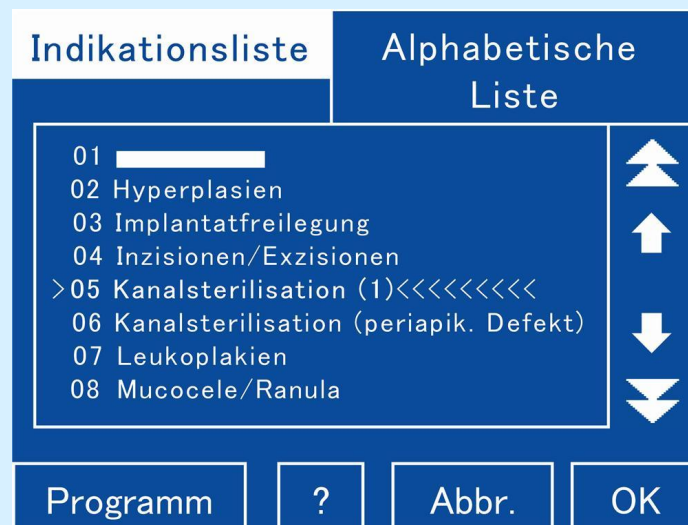 Indikationsliste
Alphabetische
Liste
01
02 Hyperplasien
03 Implantatfreilegung
04 Inzisionen/Exzisionen
>05 Kanalsterilisation (1)<<<<<<<<<
06 Kanalsterilisation (periapik. Defekt)
07 Leukoplakien
08 Mucocele/Ranula
Programm
?
Abbr.
OK